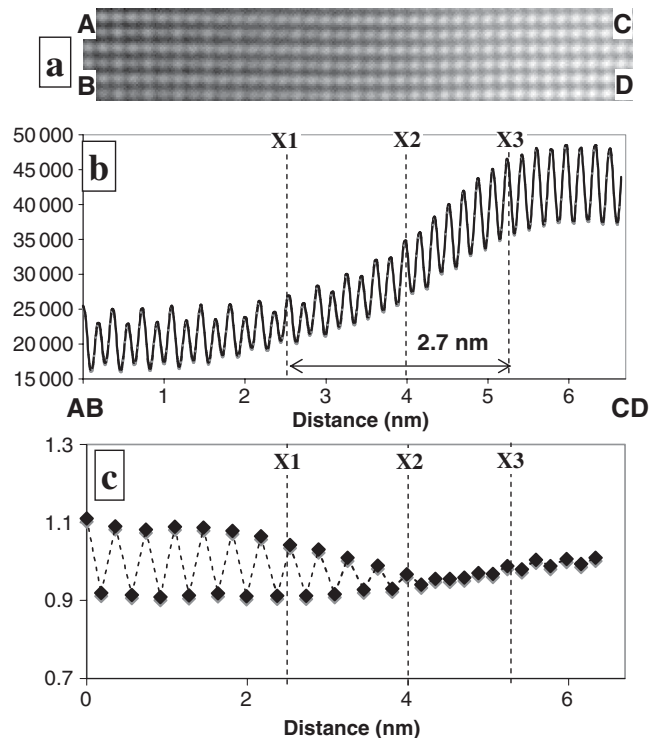 A C
a
B D
X1 X2 X3
50 000
b
45 000
40 000
35 000
30 000
25 000
20 000
2.7 nm
15 000
1 2 3 4 5 6
AB Distance (nm) CD
1.3
c X1 X2 X3
1.1
0.9
0.7
0 2 4 6
Distance (nm)